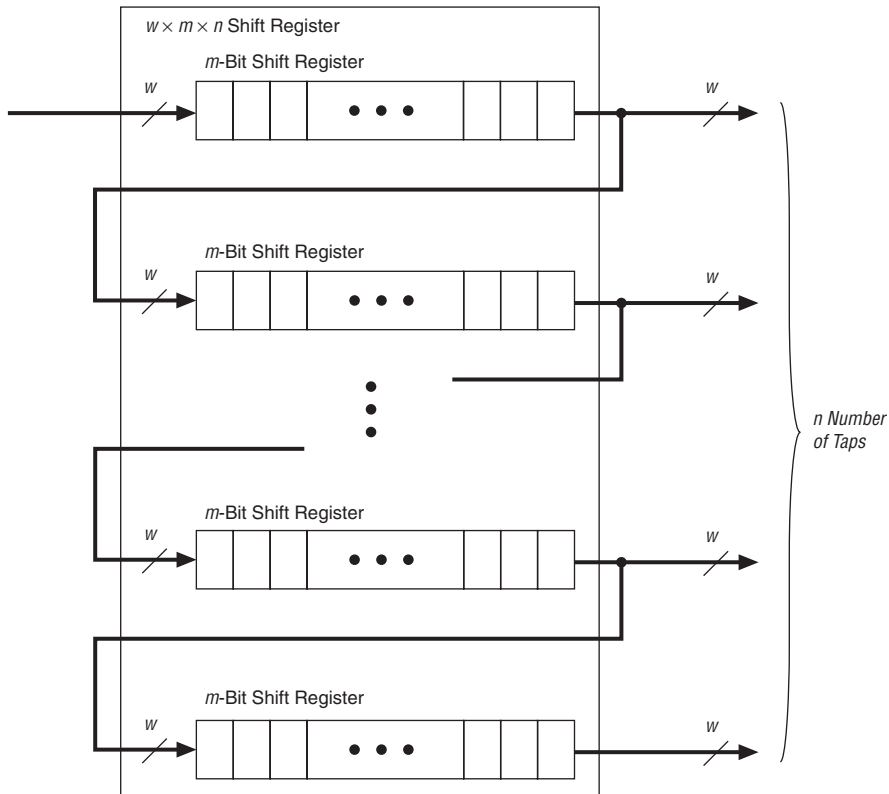 w × m × n Shift Register
m-Bit Shift Register
w
w
m-Bit Shift Register
w
w
n Number
of Taps
m-Bit Shift Register
w
w
m-Bit Shift Register
w
w